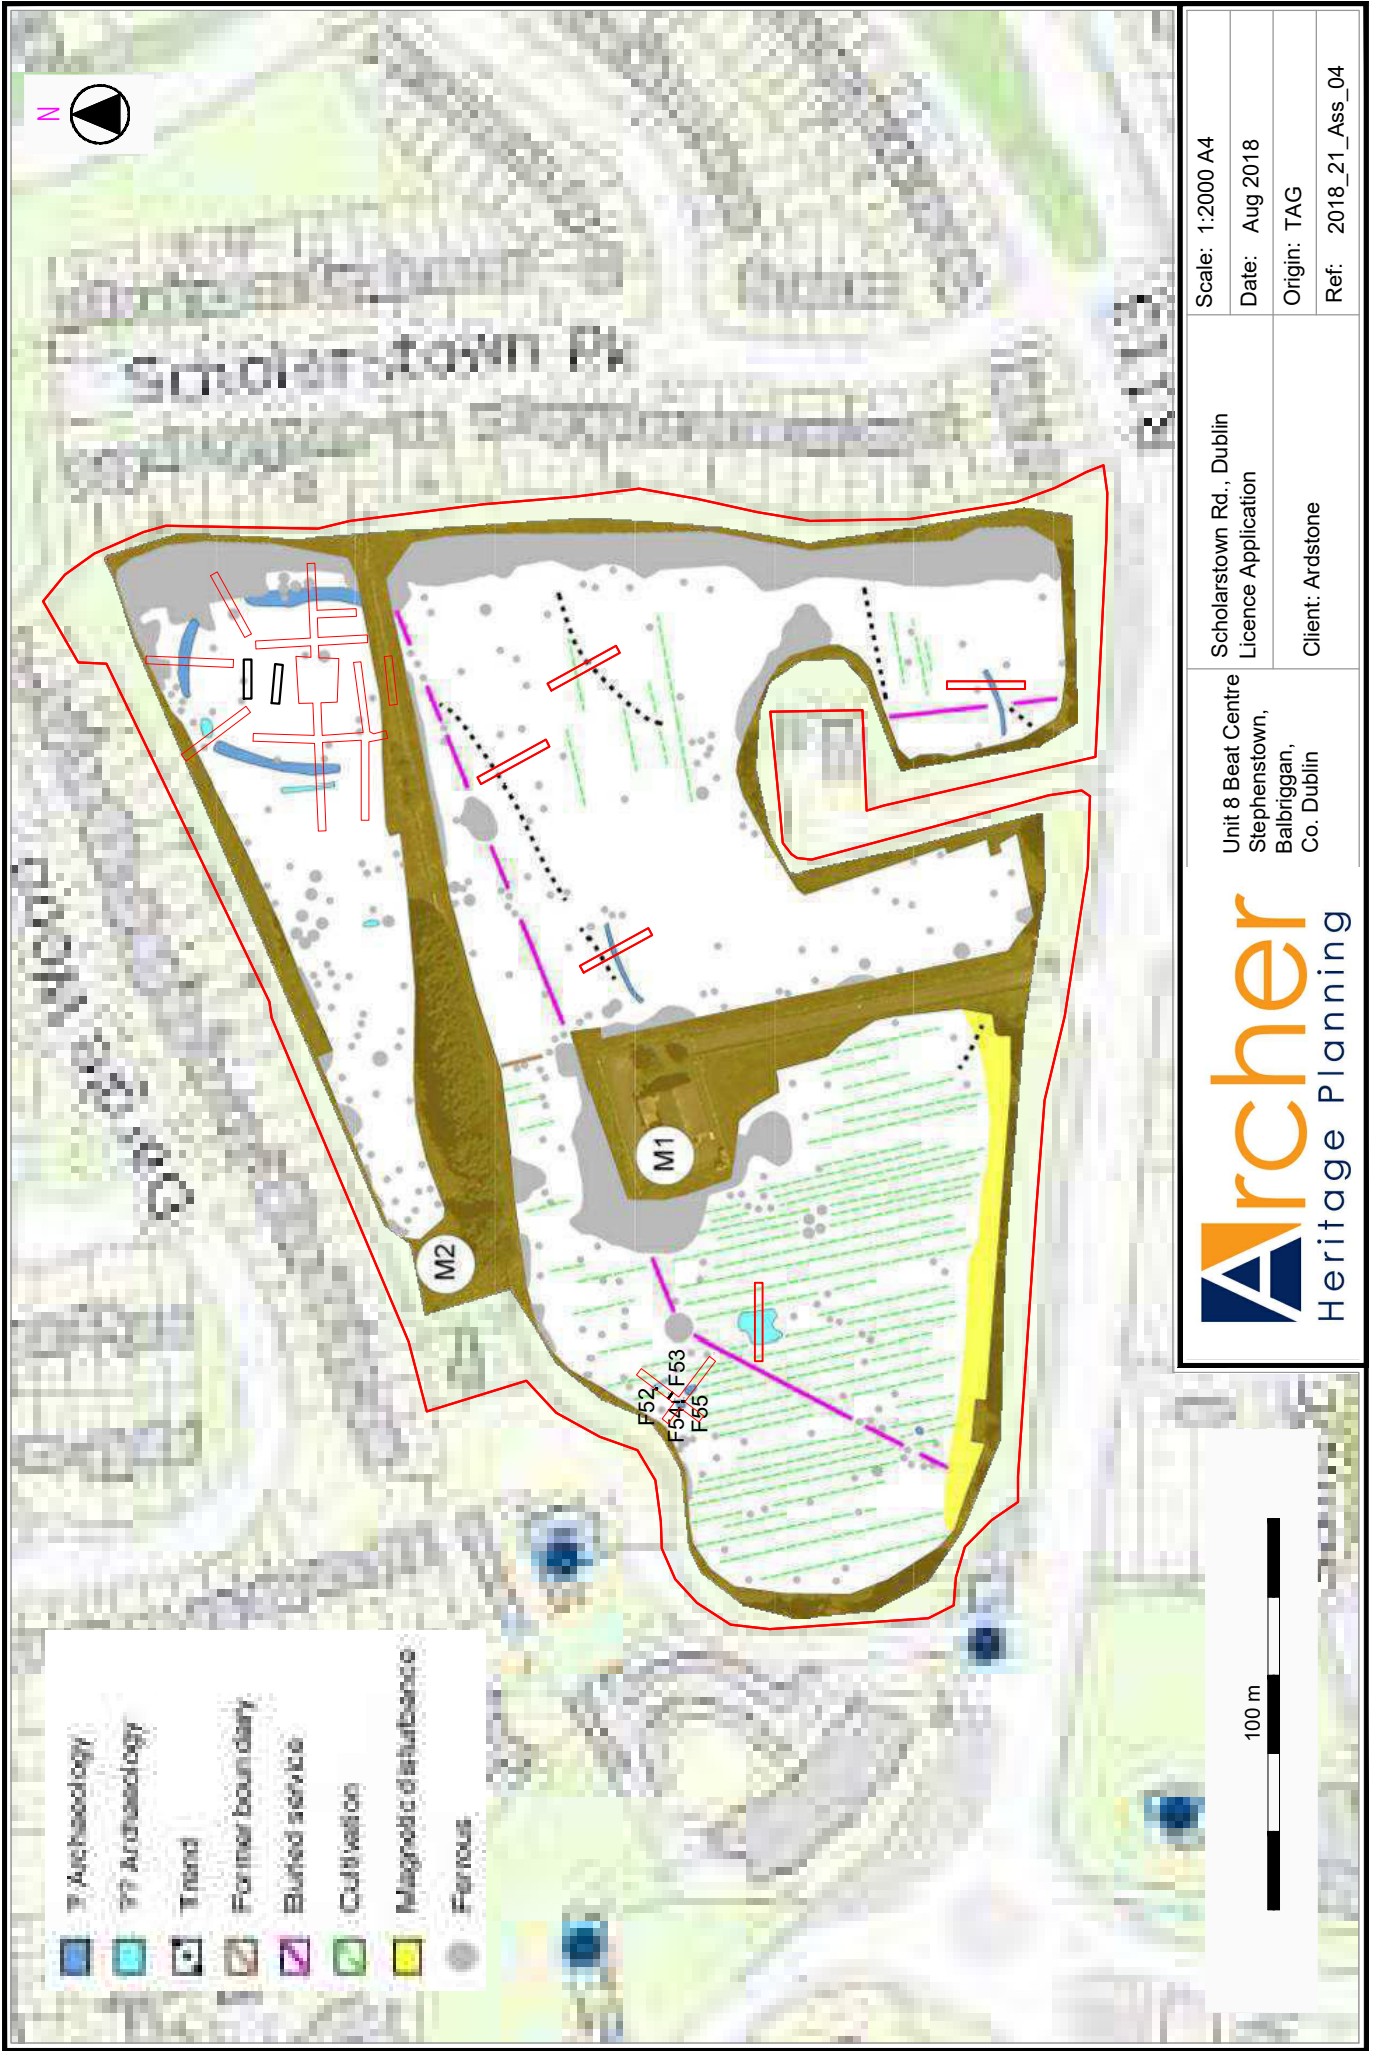 N
Scholarstown Pk
R113
? Archaeology
?? Archaeology
Trend
Former boundary
Buried service
Cultivation
Magnetic disturbance
Ferrous
M2
M1
F52
F53
F54
F55
100 m
Archer
Heritage Planning
Unit 8 Beat Centre
Stephenstown,
Balbriggan,
Co. Dublin
Scholarstown Rd., Dublin
Licence Application
Client: Ardstone
Scale: 1:2000 A4
Date: Aug 2018
Origin: TAG
Ref: 2018_21_Ass_04